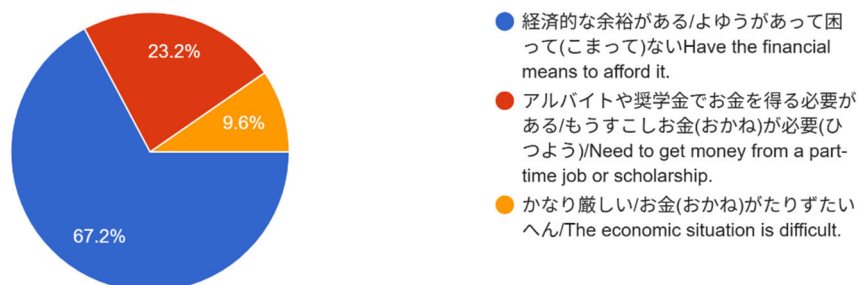 23.2%
9.6%
67.2%
経済的な余裕がある/よゆうがあって困
って(こまって)ないHave the financial
means to afford it.
アルバイトや奨学金でお金を得る必要が
ある/もうすこしお金(おかね)が必要(ひ
つよう)/Need to get money from a part-
time job or scholarship.
かなり厳しい/お金(おかね)がたりずたい
へん/The economic situation is difficult.